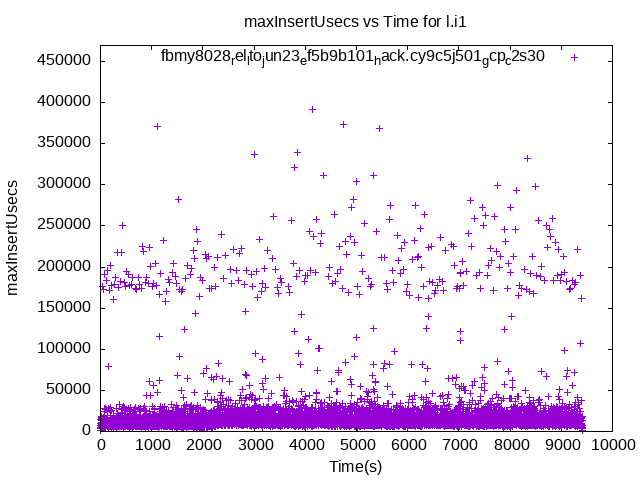 maxInsertUsecs vs Time for l.i1
fbmy8028relltojun23ef5b9b101hack.cy9c5j501gcpc2s30
450000
400000
350000
300000
250000
200000
150000
100000
50000
0
maxInsertUsecs
0 1000 2000 3000 4000 5000 6000 7000 8000 9000 10000
Time(s)